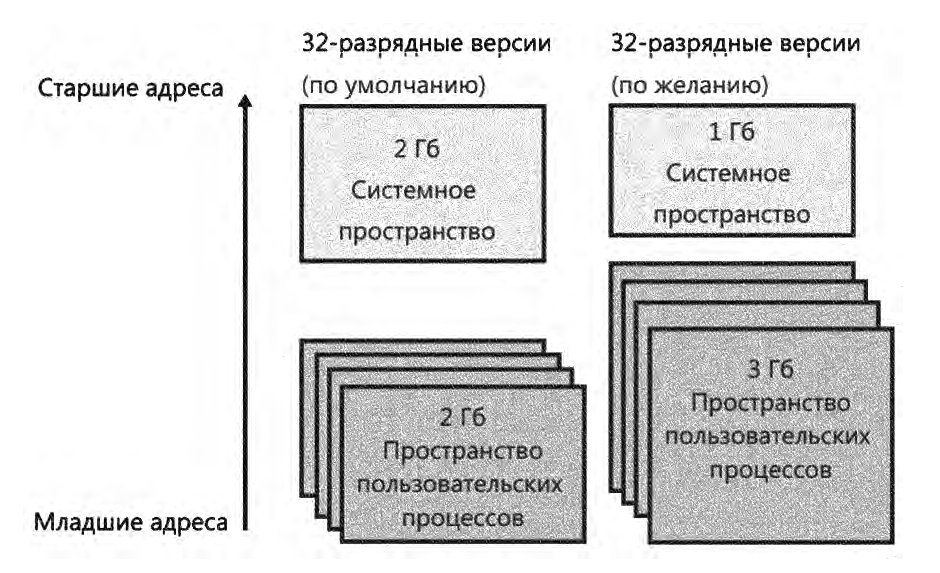 32-разрядные версии
(по умолчанию)
32-разрядные версии
(по желанию)
Старшие адреса
2 Гб
Системное
пространство
1 Гб
Системное
пространство
2 Гб
Пространство
пользовательских
процессов
3 Гб
Пространство
пользовательских
процессов
Младшие адреса